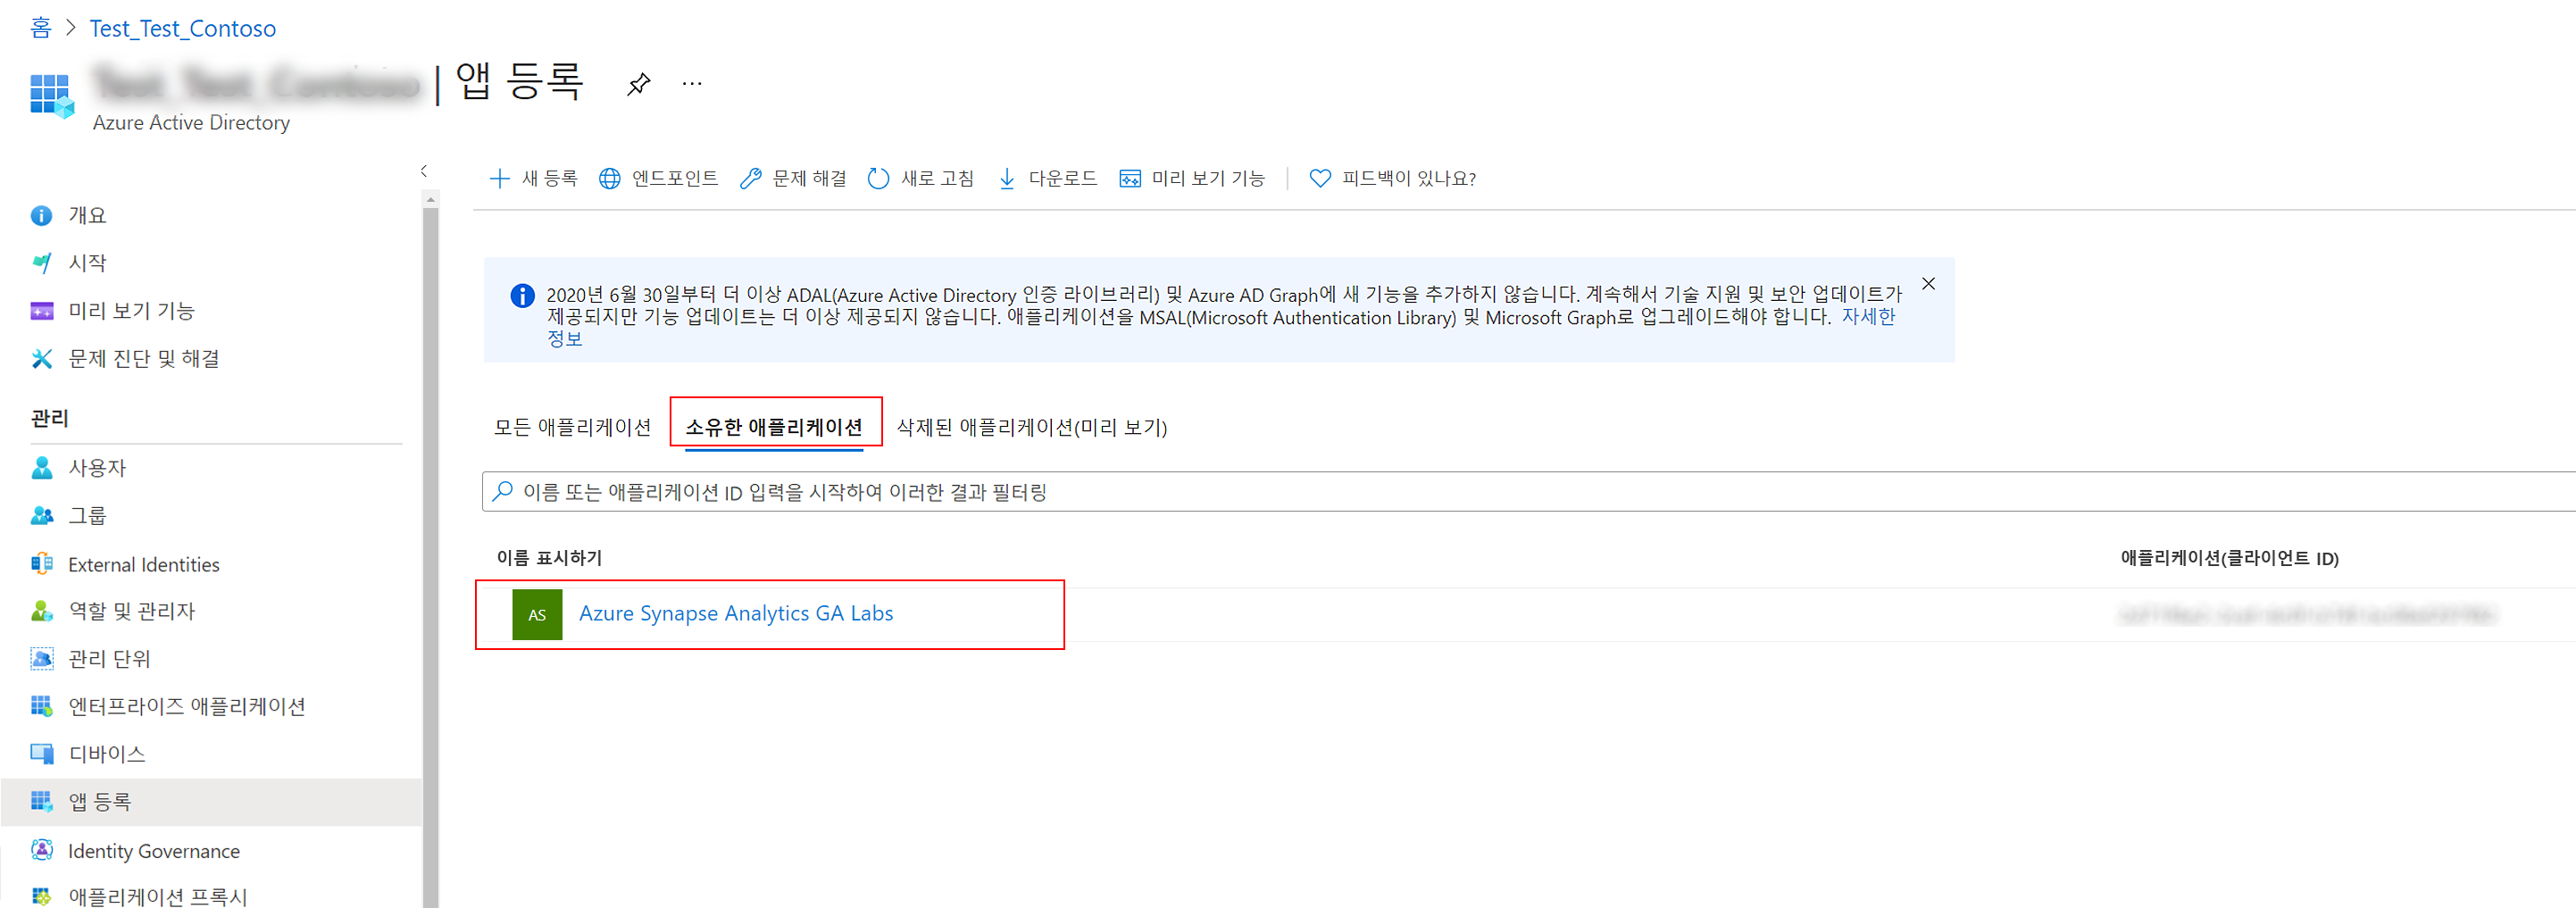 홈 > Test_Test_Contoso
| 앱 등록 ...
Azure Active Directory
개요
시작
미리 보기 기능
문제 진단 및 해결
관리
사용자
그룹
External Identities
역할 및 관리자
관리 단위
엔터프라이즈 애플리케이션
디바이스
앱 등록
Identity Governance
애플리케이션 프록시
새 등록 엔드포인트 문제 해결 새로 고침 다운로드 미리 보기 기능 피드백이 있나요?
2020년 6월 30일부터 더 이상 ADAL(Azure Active Directory 인증 라이브러리) 및 Azure AD Graph에 새 기능을 추가하지 않습니다. 계속해서 기술 지원 및 보안 업데이트가
제공되지만 기능 업데이트는 더 이상 제공되지 않습니다. 애플리케이션을 MSAL(Microsoft Authentication Library) 및 Microsoft Graph로 업그레이드해야 합니다. 자세한
정보
모든 애플리케이션 소유한 애플리케이션 삭제된 애플리케이션(미리 보기)
이름 또는 애플리케이션 ID 입력을 시작하여 이러한 결과 필터링
이름 표시하기 애플리케이션(클라이언트 ID)
AS Azure Synapse Analytics GA Labs